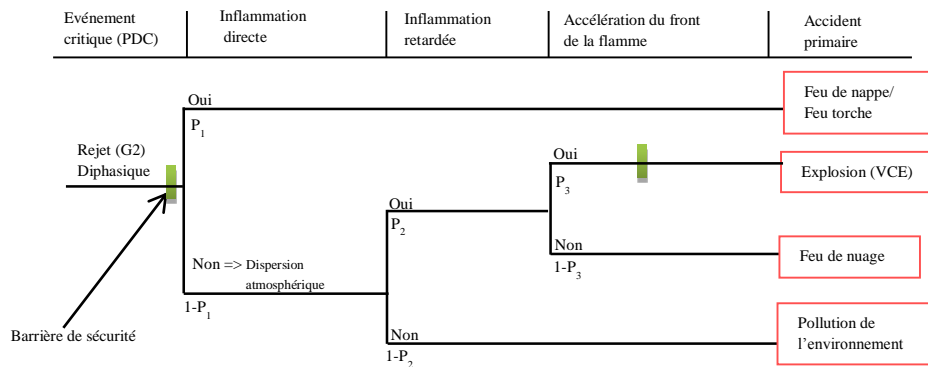 Evénement
critique (PDC)
Inflammation
directe
Inflammation
retardée
Accélération du front
de la flamme
Accident
primaire
Oui
P1
Feu de nappe/
Feu torche
Rejet (G2)
Diphasique
Oui
P3
Explosion (VCE)
Oui
P2
Non
1-P3
Feu de nuage
Non => Dispersion
atmosphérique
1-P1
Barrière de sécurité
Non
1-P2
Pollution de
l’environnement